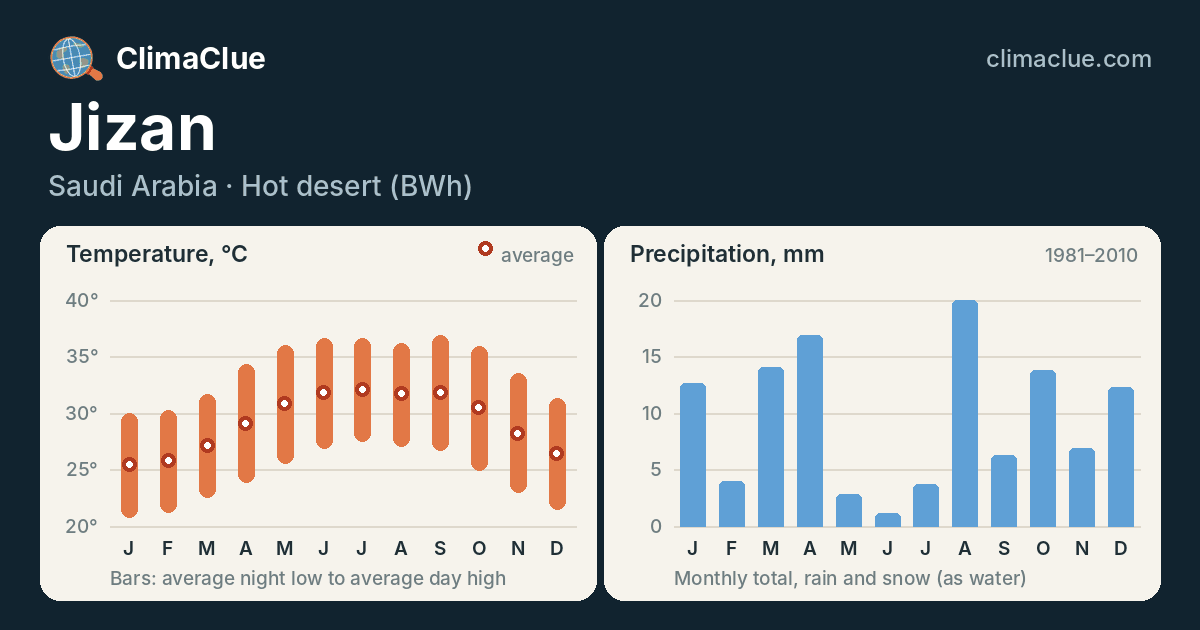 ClimaClue
climaclue.com
Jizan
Saudi Arabia · Hot desert (BWh)
Temperature, °C
average
40°
35°
30°
25°
20°
J F M A M J J A S O N D
Bars: average night low to average day high
Precipitation, mm
1981–2010
20
15
10
5
0
J F M A M J J A S O N D
Monthly total, rain and snow (as water)